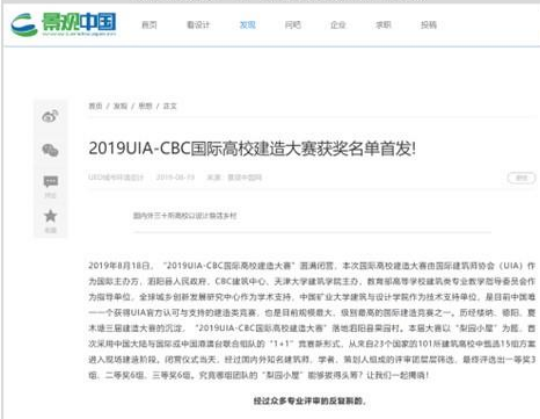 景观中国
首页 看设计 发现 问吧 企业 求职 投稿
首页 / 发现 / 思想 / 正文
2019UIA-CBC国际高校建造大赛获奖名单首发!
2019-08-19 来源：景观中国网
国内外三十所高校以设计激活乡村
2019年8月18日，“2019UIA-CBC国际高校建造大赛”圆满闭营，本次国际高校建造大赛由国际建筑师协会（UIA）作
为国际主办方，泗阳县人民政府、CBC建筑中心、天津大学建筑学院主办，教育部高等学校建筑类专业教学指导委员会作
为指导单位，全球城乡创新发展研究中心作为学术支持、中国矿业大学建筑与设计学院作为技术支持单位，是目前中国唯
一一个获得UIA官方认可与支持的建造类竞赛，也是目前规模最大、级别最高的国际建造竞赛之一。历经楼纳、德阳、夏
木塘三届建造大赛的沉淀，“2019UIA-CBC国际高校建造大赛”落地泗阳县果园村。本届大赛以“梨园小屋”为题，首
次采用中国大陆与国际或中国港澳台联合组队的“1+1”竞赛新形式，从来自23个国家的101所建筑高校中甄选15组方案
进入现场建造阶段。闭营仪式当天，经过国内外知名建筑师、学者、策划人组成的评审团层层筛选，最终评选出一等奖3
组、二等奖6组、三等奖6组。究竟哪组团队的“梨园小屋”能够拔得头筹？让我们一起揭晓！
经过众多专业评审的反复斟酌，